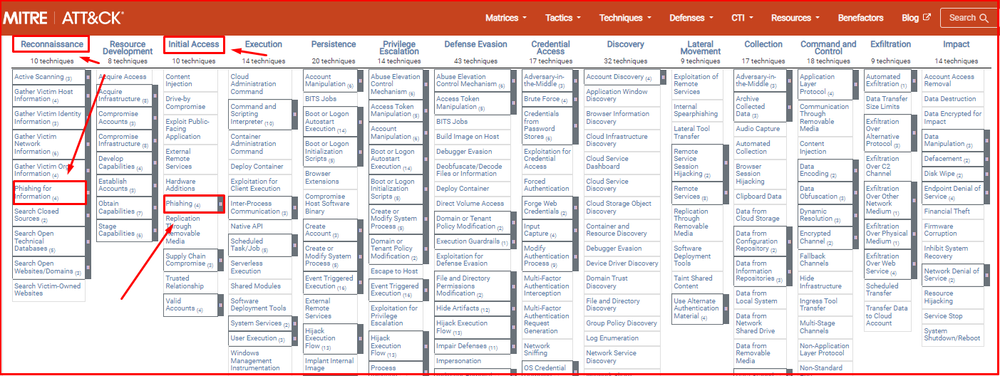 MITRE | ATT&CK®
Matrices
Tactics
Techniques
Defenses
CTI
Resources
Benefactors
Blog
Search
Reconnaissance
10 techniques
Active Scanning (3)
Gather Victim Host
Information (4)
Gather Victim Identity
Information (3)
Gather Victim
Network
Information (6)
Gather Victim Org
Information (4)
Phishing for
Information (4)
Search Closed
Sources (2)
Search Open
Technical
Databases (5)
Search Open
Websites/Domains (3)
Search Victim-Owned
Websites
Resource
Development
8 techniques
Acquire Access
Acquire
Infrastructure (8)
Compromise
Accounts (3)
Compromise
Infrastructure (8)
Develop
Capabilities (4)
Establish
Accounts (3)
Obtain
Capabilities (7)
Stage
Capabilities (6)
Initial Access
10 techniques
Content
Injection
Drive-by
Compromise
Exploit Public-
Facing
Application
External
Remote
Services
Hardware
Additions
Phishing (4)
Replication
Through
Removable
Media
Supply Chain
Compromise (3)
Trusted
Relationship
Valid
Accounts (4)
Execution
14 techniques
Cloud
Administration
Command
Command and
Scripting
Interpreter (10)
Container
Administration
Command
Deploy Container
Exploitation for
Client Execution
Inter-Process
Communication (3)
Native API
Scheduled
Task/Job (5)
Serverless
Execution
Shared Modules
Software
Deployment Tools
System Services (2)
User Execution (3)
Windows
Management
Instrumentation
Persistence
20 techniques
Account
Manipulation (6)
BITS Jobs
Boot or Logon
Autostart
Execution (14)
Boot or Logon
Initialization
Scripts (5)
Browser
Extensions
Compromise
Host Software
Binary
Create
Account (3)
Create or
Modify System
Process (5)
Event Triggered
Execution (16)
External
Remote
Services
Hijack
Execution
Flow (13)
Implant Internal
Image
Privilege
Escalation
14 techniques
Abuse Elevation
Control
Mechanism (6)
Access Token
Manipulation (5)
Account
Manipulation (6)
Boot or Logon
Autostart
Execution (14)
Boot or Logon
Initialization
Scripts (5)
Create or
Modify System
Process (5)
Domain or
Tenant Policy
Modification (2)
Escape to Host
Event Triggered
Execution (16)
Exploitation for
Privilege
Escalation
Hijack
Execution
Flow (13)
Process
Defense Evasion
43 techniques
Abuse Elevation
Control Mechanism (6)
Access Token
Manipulation (5)
BITS Jobs
Build Image on Host
Debugger Evasion
Deobfuscate/Decode
Files or Information
Deploy Container
Direct Volume Access
Domain or Tenant
Policy Modification (2)
Execution Guardrails (1)
Exploitation for
Defense Evasion
File and Directory
Permissions
Modification (2)
Hide Artifacts (12)
Hijack Execution
Flow (13)
Impair Defenses (11)
Impersonation
Credential
Access
17 techniques
Adversary-in-
the-Middle (3)
Brute Force (4)
Credentials
from
Password
Stores (6)
Exploitation for
Credential
Access
Forced
Authentication
Forge Web
Credentials (2)
Input
Capture (4)
Modify
Authentication
Process (9)
Multi-Factor
Authentication
Interception
Multi-Factor
Authentication
Request
Generation
Network
Sniffing
OS Credential
Discovery
32 techniques
Account Discovery (4)
Application Window
Discovery
Browser Information
Discovery
Cloud Infrastructure
Discovery
Cloud Service
Dashboard
Cloud Service
Discovery
Cloud Storage Object
Discovery
Container and
Resource Discovery
Debugger Evasion
Device Driver Discovery
Domain Trust
Discovery
File and Directory
Discovery
Group Policy Discovery
Log Enumeration
Network Service
Discovery
Lateral
Movement
9 techniques
Exploitation of
Remote
Services
Internal
Spearphishing
Lateral Tool
Transfer
Remote
Service
Session
Hijacking (2)
Remote
Services (8)
Replication
Through
Removable
Media
Software
Deployment
Tools
Taint Shared
Content
Use Alternate
Authentication
Material (4)
Collection
17 techniques
Adversary-in-
the-Middle (3)
Archive
Collected
Data (3)
Audio Capture
Automated
Collection
Browser
Session
Hijacking
Clipboard Data
Data from
Cloud Storage
Data from
Configuration
Repository (2)
Data from
Information
Repositories (3)
Data from
Local System
Data from
Network
Shared Drive
Data from
Removable
Media
Command and
Control
18 techniques
Application
Layer
Protocol (4)
Communication
Through
Removable
Media
Content
Injection
Data
Encoding (2)
Data
Obfuscation (3)
Dynamic
Resolution (3)
Encrypted
Channel (2)
Fallback
Channels
Hide
Infrastructure
Ingress Tool
Transfer
Multi-Stage
Channels
Non-Application
Layer Protocol
Non-Standard
Exfiltration
9 techniques
Automated
Exfiltration (1)
Data Transfer
Size Limits
Exfiltration
Over
Alternative
Protocol (3)
Exfiltration
Over C2
Channel
Exfiltration
Over Other
Network
Medium (1)
Exfiltration
Over Physical
Medium (1)
Exfiltration
Over Web
Service (4)
Scheduled
Transfer
Transfer Data
to Cloud
Account
Impact
14 techniques
Account Access
Removal
Data Destruction
Data Encrypted for
Impact
Data
Manipulation (3)
Defacement (2)
Disk Wipe (2)
Endpoint Denial of
Service (4)
Financial Theft
Firmware
Corruption
Inhibit System
Recovery
Network Denial of
Service (2)
Resource
Hijacking
Service Stop
System
Shutdown/Reboot